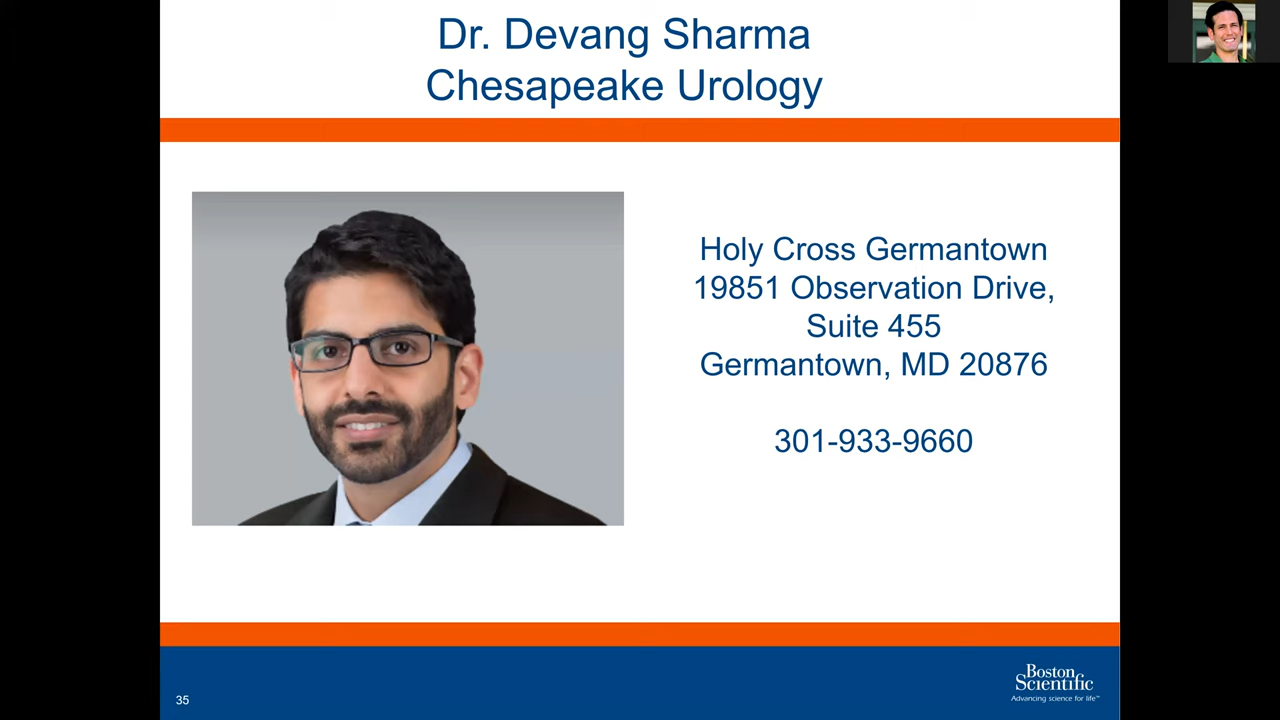 Dr. Devang Sharma
Chesapeake Urology
Holy Cross Germantown
19851 Observation Drive,
Suite 455
Germantown, MD 20876
301-933-9660
35
Boston
Scientific
Advancing science for life™